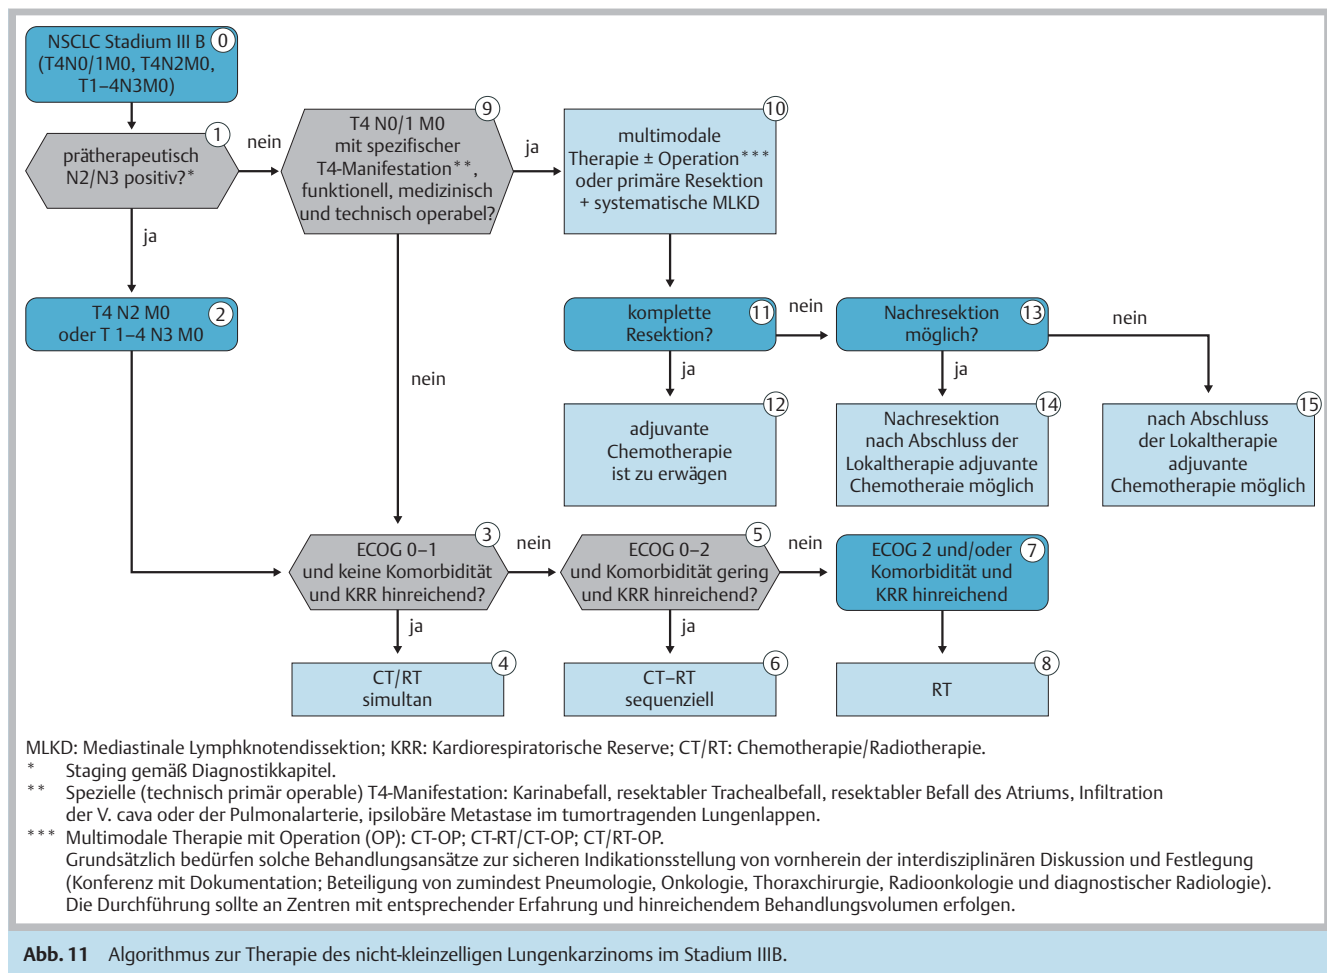 NSCLC Stadium III B
(T4N0/1M0, T4N2M0,
T1–4N3M0)
0
prätherapeutisch
N2/N3 positiv?*
1
nein
ja
T4 N0/1 M0
mit spezifischer
T4-Manifestation**,
funktionell, medizinisch
und technisch operabel?
9
ja
nein
multimodale
Therapie ± Operation***
oder primäre Resektion
+ systematische MLKD
10
T4 N2 M0
oder T 1–4 N3 M0
2
komplette
Resektion?
11
nein
ja
Nachresektion
möglich?
13
nein
ja
adjuvante
Chemotherapie
ist zu erwägen
12
Nachresektion
nach Abschluss der
Lokaltherapie adjuvante
Chemotheraie möglich
14
nach Abschluss
der Lokaltherapie
adjuvante
Chemotherapie möglich
15
ECOG 0–1
und keine Komorbidität
und KRR hinreichend?
3
nein
ja
ECOG 0–2
und Komorbidität gering
und KRR hinreichend?
5
nein
ja
ECOG 2 und/oder
Komorbidität und
KRR hinreichend
7
CT/RT
simultan
4
CT–RT
sequenziell
6
RT
8
MLKD: Mediastinale Lymphknotendissektion; KRR: Kardiorespiratorische Reserve; CT/RT: Chemotherapie/Radiotherapie.
* Staging gemäß Diagnostikkapitel.
** Spezielle (technisch primär operable) T4-Manifestation: Karinabefall, resektabler Trachealbefall, resektabler Befall des Atriums, Infiltration
der V. cava oder der Pulmonalarterie, ipsilobäre Metastase im tumortragenden Lungenlappen.
*** Multimodale Therapie mit Operation (OP): CT-OP; CT-RT/CT-OP; CT/RT-OP.
Grundsätzlich bedürfen solche Behandlungsansätze zur sicheren Indikationsstellung von vornherein der interdisziplinären Diskussion und Festlegung
(Konferenz mit Dokumentation; Beteiligung von zumindest Pneumologie, Onkologie, Thoraxchirurgie, Radioonkologie und diagnostischer Radiologie).
Die Durchführung sollte an Zentren mit entsprechender Erfahrung und hinreichendem Behandlungsvolumen erfolgen.
Abb. 11 Algorithmus zur Therapie des nicht-kleinzelligen Lungenkarzinoms im Stadium IIIB.